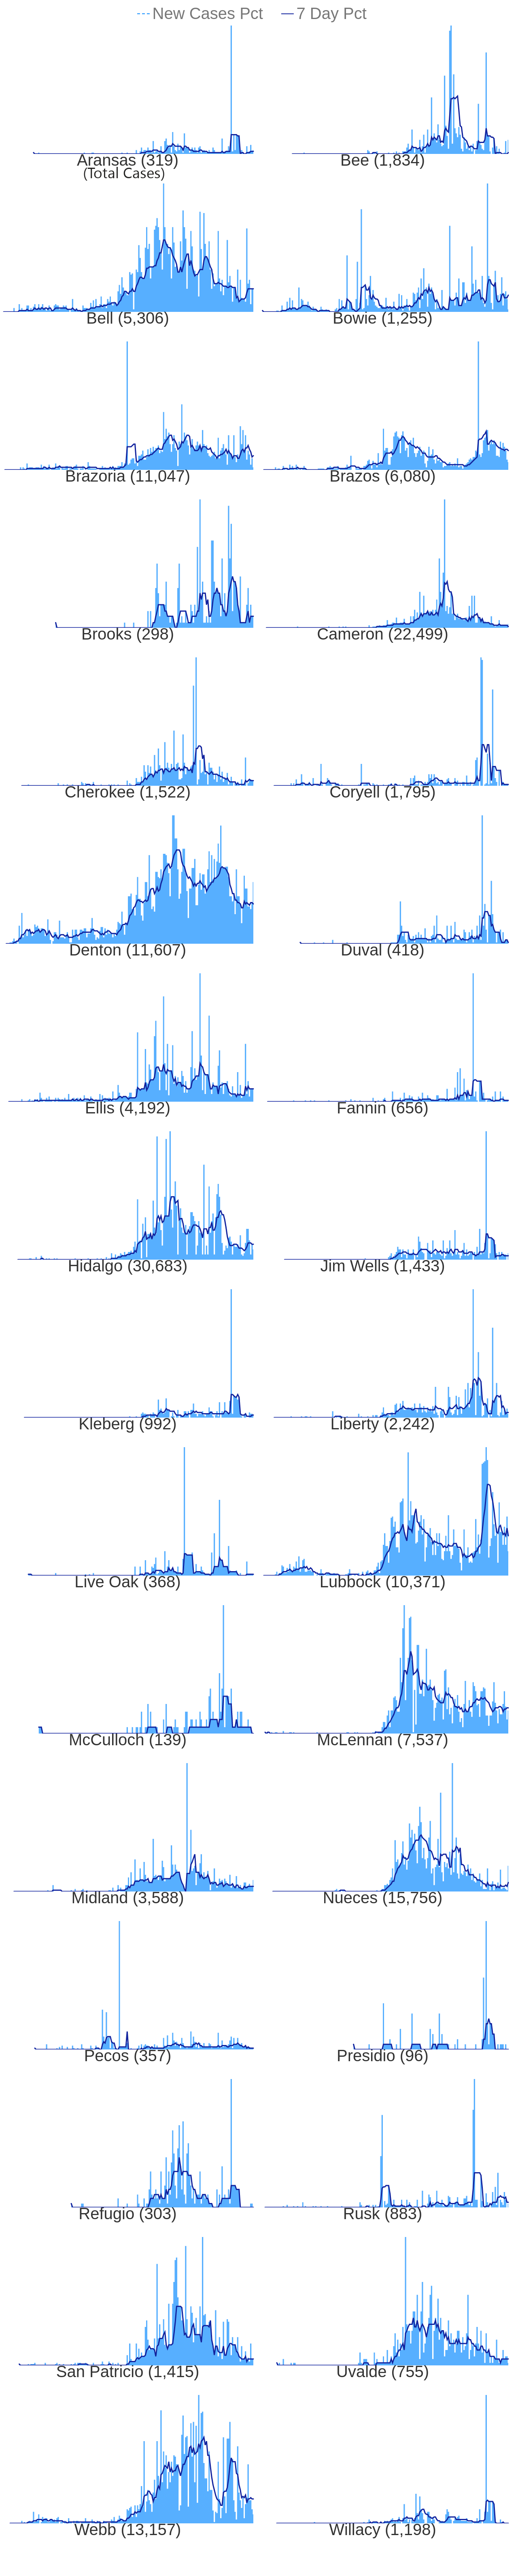 New Cases Pct 7 Day Pct
Aransas (319) Bee (1,834)
(Total Cases)
Bell (5,306) Bowie (1,255)
Brazoria (11,047) Brazos (6,080)
Brooks (298) Cameron (22,499)
Cherokee (1,522) Coryell (1,795)
Denton (11,607) Duval (418)
Ellis (4,192) Fannin (656)
Hidalgo (30,683) Jim Wells (1,433)
Kleberg (992) Liberty (2,242)
Live Oak (368) Lubbock (10,371)
McCulloch (139) McLennan (7,537)
Midland (3,588) Nueces (15,756)
Pecos (357) Presidio (96)
Refugio (303) Rusk (883)
San Patricio (1,415) Uvalde (755)
Webb (13,157) Willacy (1,198)